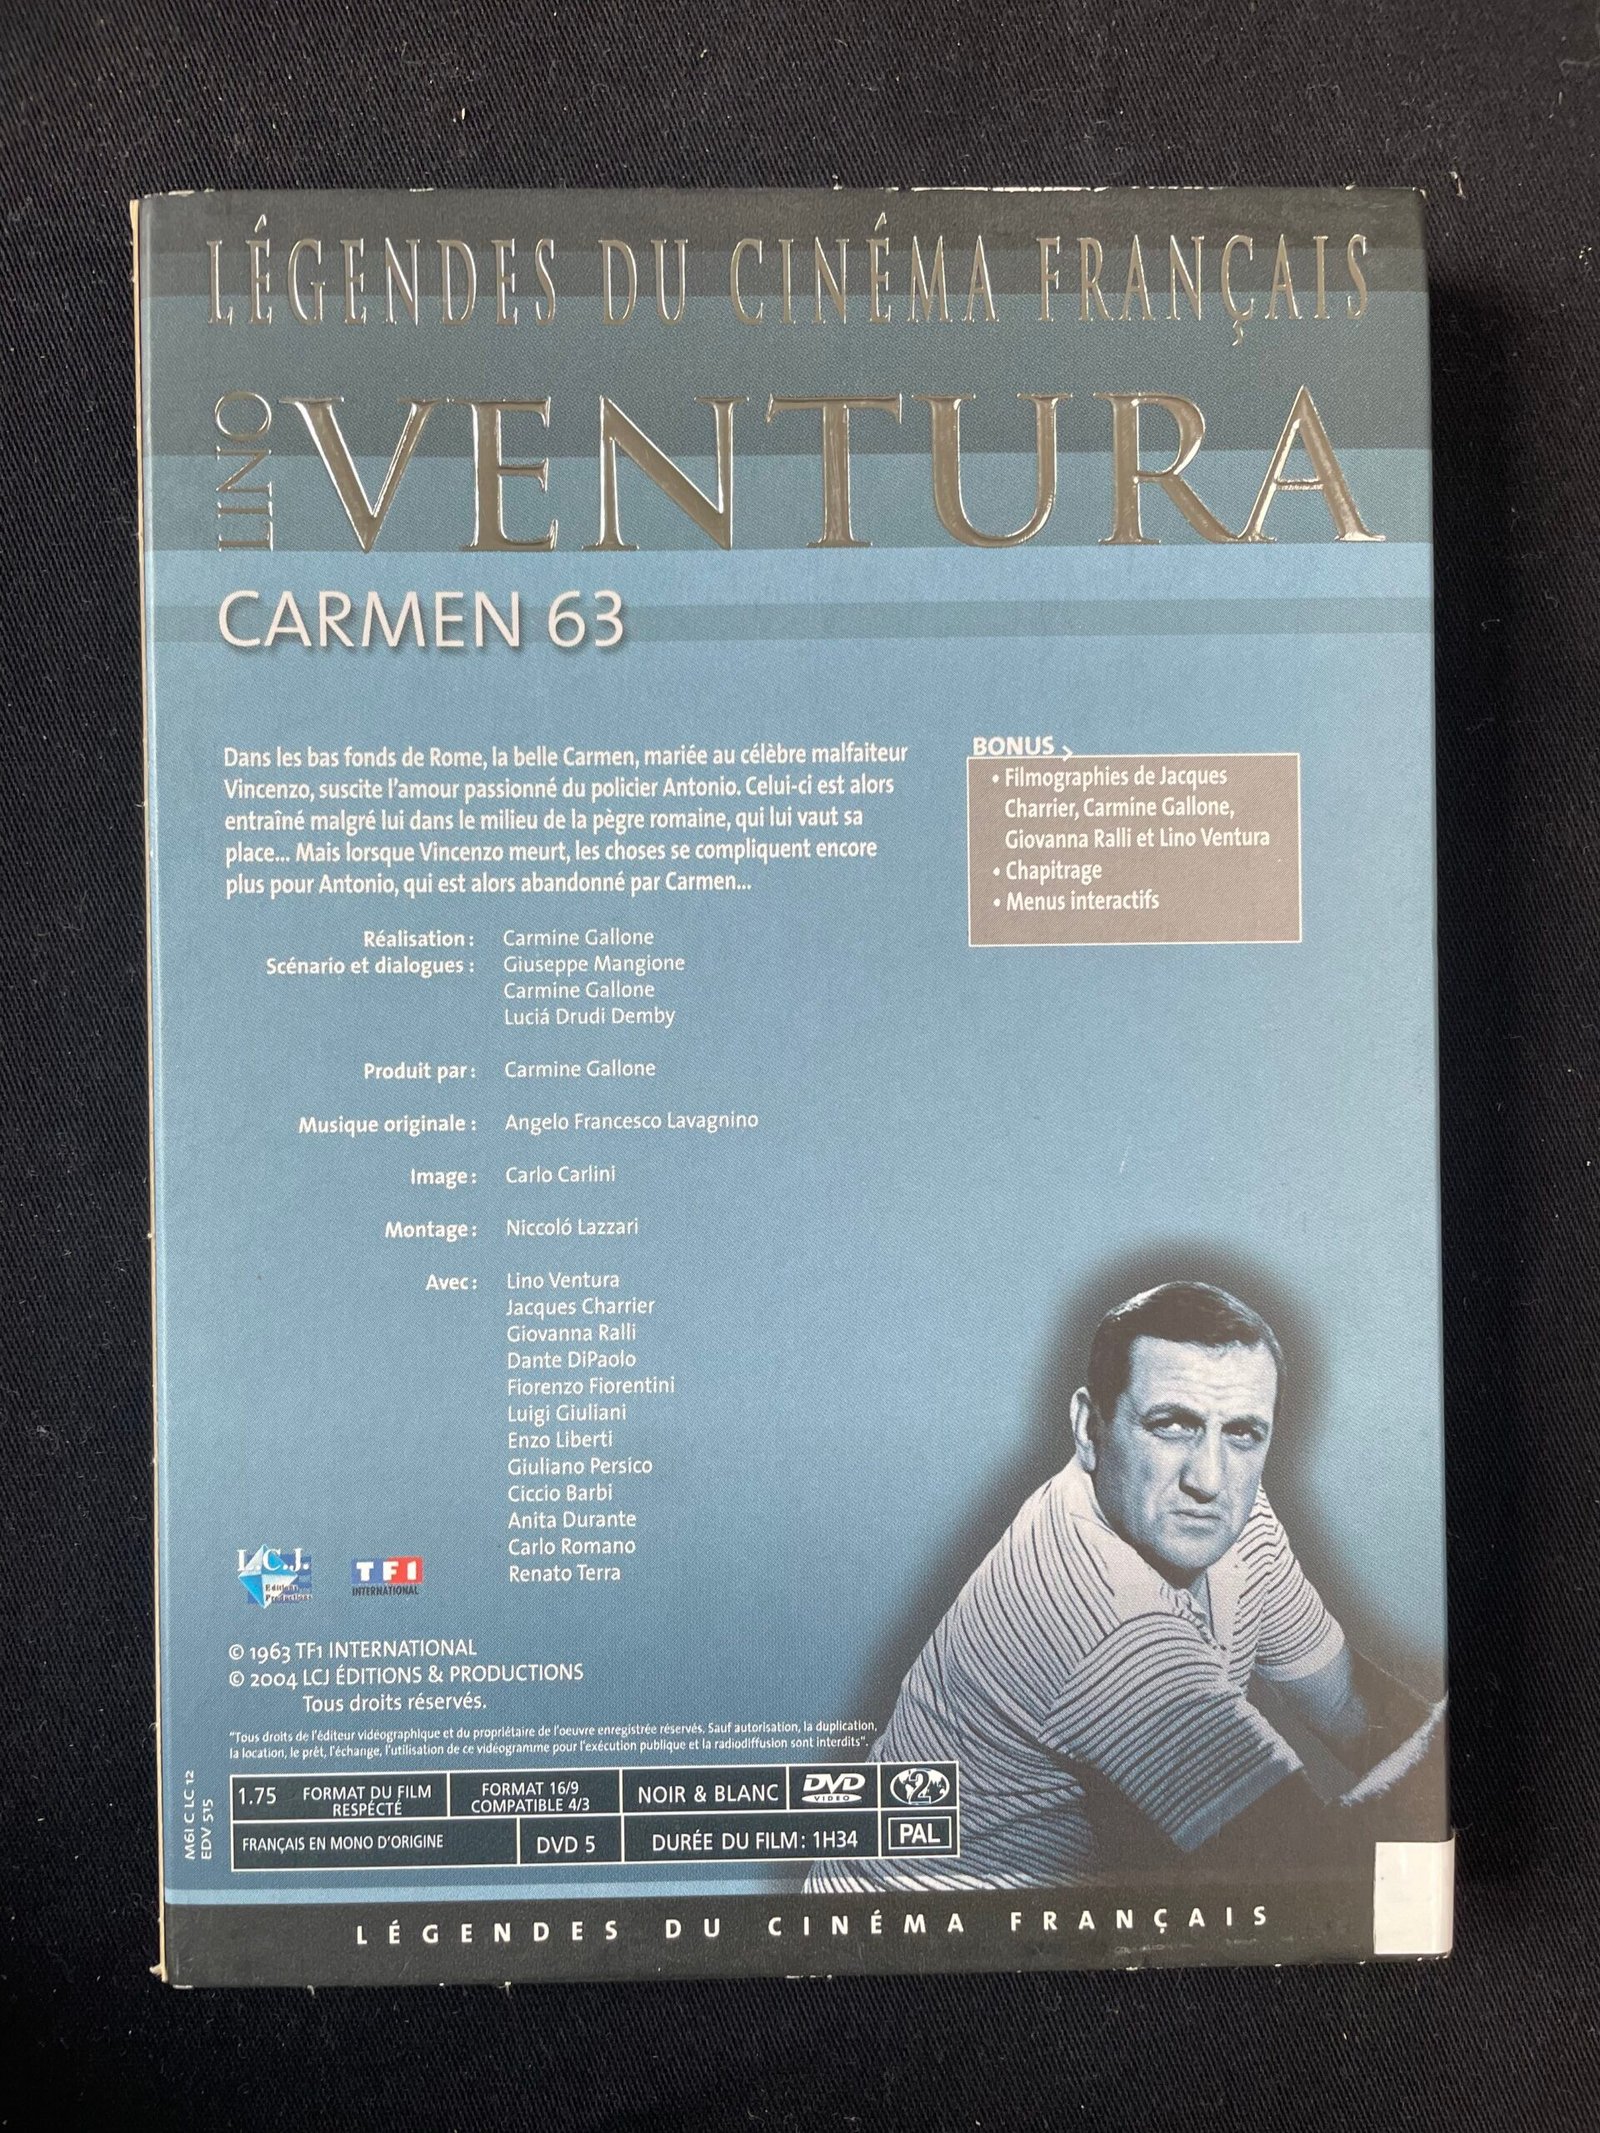 LÉGENDES DU CINÉMA FRANÇAIS
LINO VENTURA
CARMEN 63
Dans les bas fonds de Rome, la belle Carmen, mariée au célèbre malfaiteur
Vincenzo, suscite l'amour passionné du policier Antonio. Celui-ci est alors
entraîné malgré lui dans le milieu de la pègre romaine, qui lui vaut sa
place... Mais lorsque Vincenzo meurt, les choses se compliquent encore
plus pour Antonio, qui est alors abandonné par Carmen...
BONUS >
• Filmographies de Jacques
Charrier, Carmine Gallone,
Giovanna Ralli et Lino Ventura
• Chapitrage
• Menus interactifs
Réalisation : Carmine Gallone
Scénario et dialogues : Giuseppe Mangione
Carmine Gallone
Luciá Drudi Demby
Produit par : Carmine Gallone
Musique originale : Angelo Francesco Lavagnino
Image : Carlo Carlini
Montage : Niccoló Lazzari
Avec : Lino Ventura
Jacques Charrier
Giovanna Ralli
Dante DiPaolo
Fiorenzo Fiorentini
Luigi Giuliani
Enzo Liberti
Giuliano Persico
Ciccio Barbi
Anita Durante
Carlo Romano
Renato Terra
L.C.J.
Editions
Productions
TF1
INTERNATIONAL
© 1963 TF1 INTERNATIONAL
© 2004 LCJ ÉDITIONS & PRODUCTIONS
Tous droits réservés.
"Tous droits de l'éditeur vidéographique et du propriétaire de l'oeuvre enregistrée réservés. Sauf autorisation, la duplication,
la location, le prêt, l'échange, l'utilisation de ce vidéogramme pour l'exécution publique et la radiodiffusion sont interdits".
M6I C LC 12
EDV 515
1.75 FORMAT DU FILM
RESPÉCTÉ
FORMAT 16/9
COMPATIBLE 4/3
NOIR & BLANC
DVD
VIDEO
2
FRANÇAIS EN MONO D'ORIGINE
DVD 5
DURÉE DU FILM : 1H34
PAL
LÉGENDES DU CINÉMA FRANÇAIS